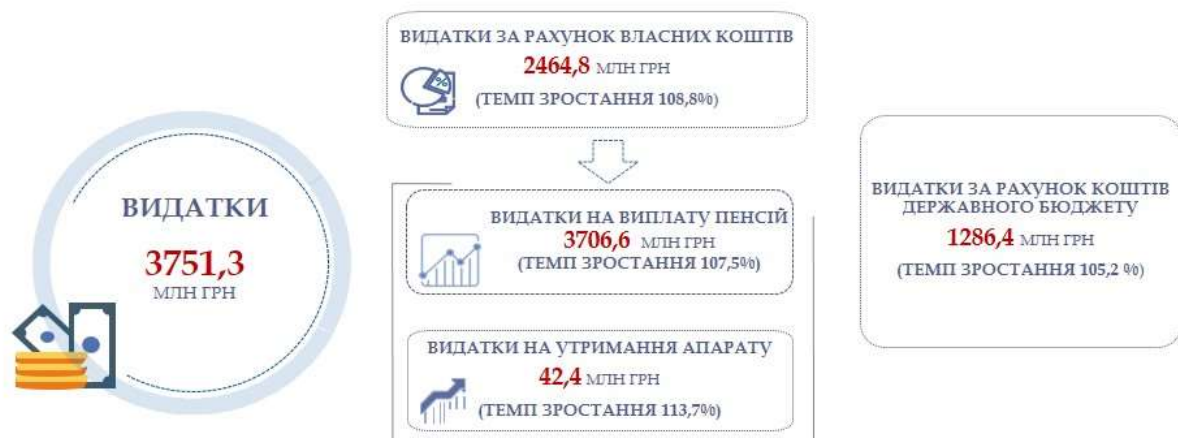 ВИДАТКИ
3751,3
МЛН ГРН
ВИДАТКИ ЗА РАХУНОК ВЛАСНИХ КОШТІВ
2464,8 МЛН ГРН
(ТЕМП ЗРОСТАННЯ 108,8%)
%
ВИДАТКИ НА ВИПЛАТУ ПЕНСІЙ
3706,6 МЛН ГРН
(ТЕМП ЗРОСТАННЯ 107,5%)
ВИДАТКИ НА УТРИМАННЯ АПАРАТУ
42,4 МЛН ГРН
(ТЕМП ЗРОСТАННЯ 113,7%)
ВИДАТКИ ЗА РАХУНОК КОШТІВ
ДЕРЖАВНОГО БЮДЖЕТУ
1286,4 МЛН ГРН
(ТЕМП ЗРОСТАННЯ 105,2 %)